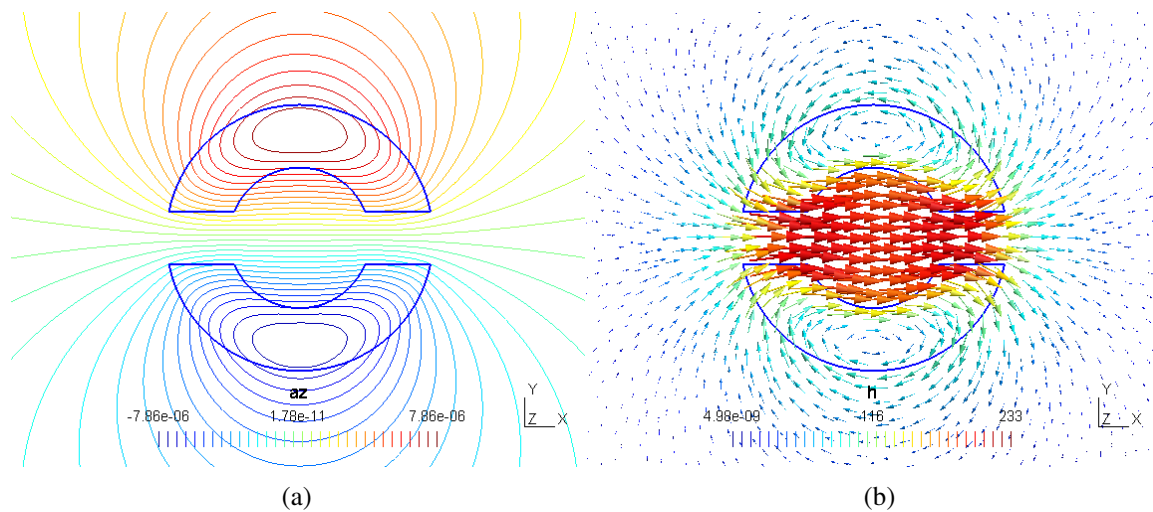 az
-7.86e-06 1.78e-11 7.86e-06
Y
Z X
h
4.98e-09 116 233
Y
Z X
(a)
(b)